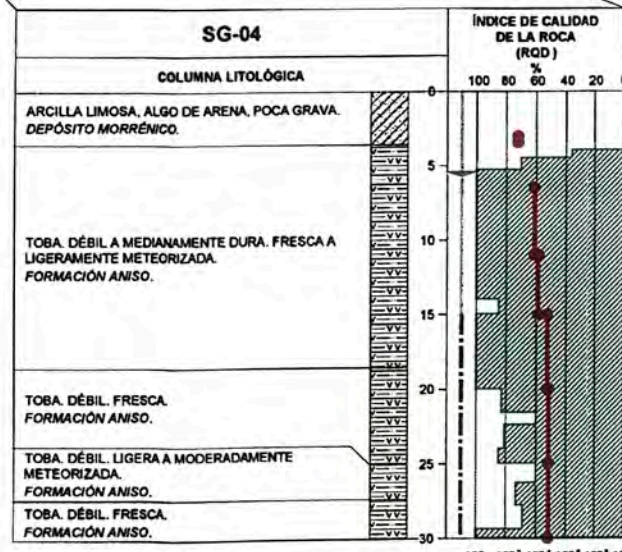 SG-04
COLUMNA LITOLÓGICA
ÍNDICE DE CALIDAD
DE LA ROCA
(RQD)
%
100 80 60 40 20
0
5
10
15
20
25
30
ARCILLA LIMOSA, ALGO DE ARENA, POCA GRAVA.
DEPÓSITO MORRÉNICO.
TOBA. DÉBIL A MEDIANAMENTE DURA. FRESCA A
LIGERAMENTE METEORIZADA.
FORMACIÓN ANISO.
TOBA. DÉBIL. FRESCA.
FORMACIÓN ANISO.
TOBA. DÉBIL. LIGERA A MODERADAMENTE
METEORIZADA.
FORMACIÓN ANISO.
TOBA. DÉBIL. FRESCA.
FORMACIÓN ANISO.